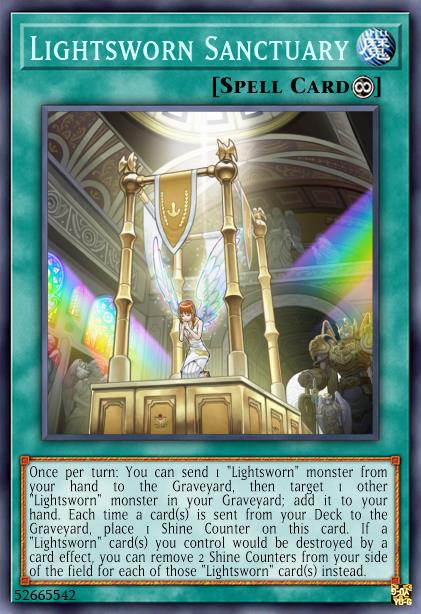 LIGHTSWORN SANCTUARY
魔
[SPELL CARD]
Once per turn: You can send 1 "Lightsworn" monster from
your hand to the Graveyard, then target 1 other
"Lightsworn" monster in your Graveyard; add it to your
hand. Each time a card(s) is sent from your Deck to the
Graveyard, place 1 Shine Counter on this card. If a
"Lightsworn" card(s) you control would be destroyed by a
card effect, you can remove 2 Shine Counters from your side
of the field for each of those "Lightsworn" card(s) instead.
52665542